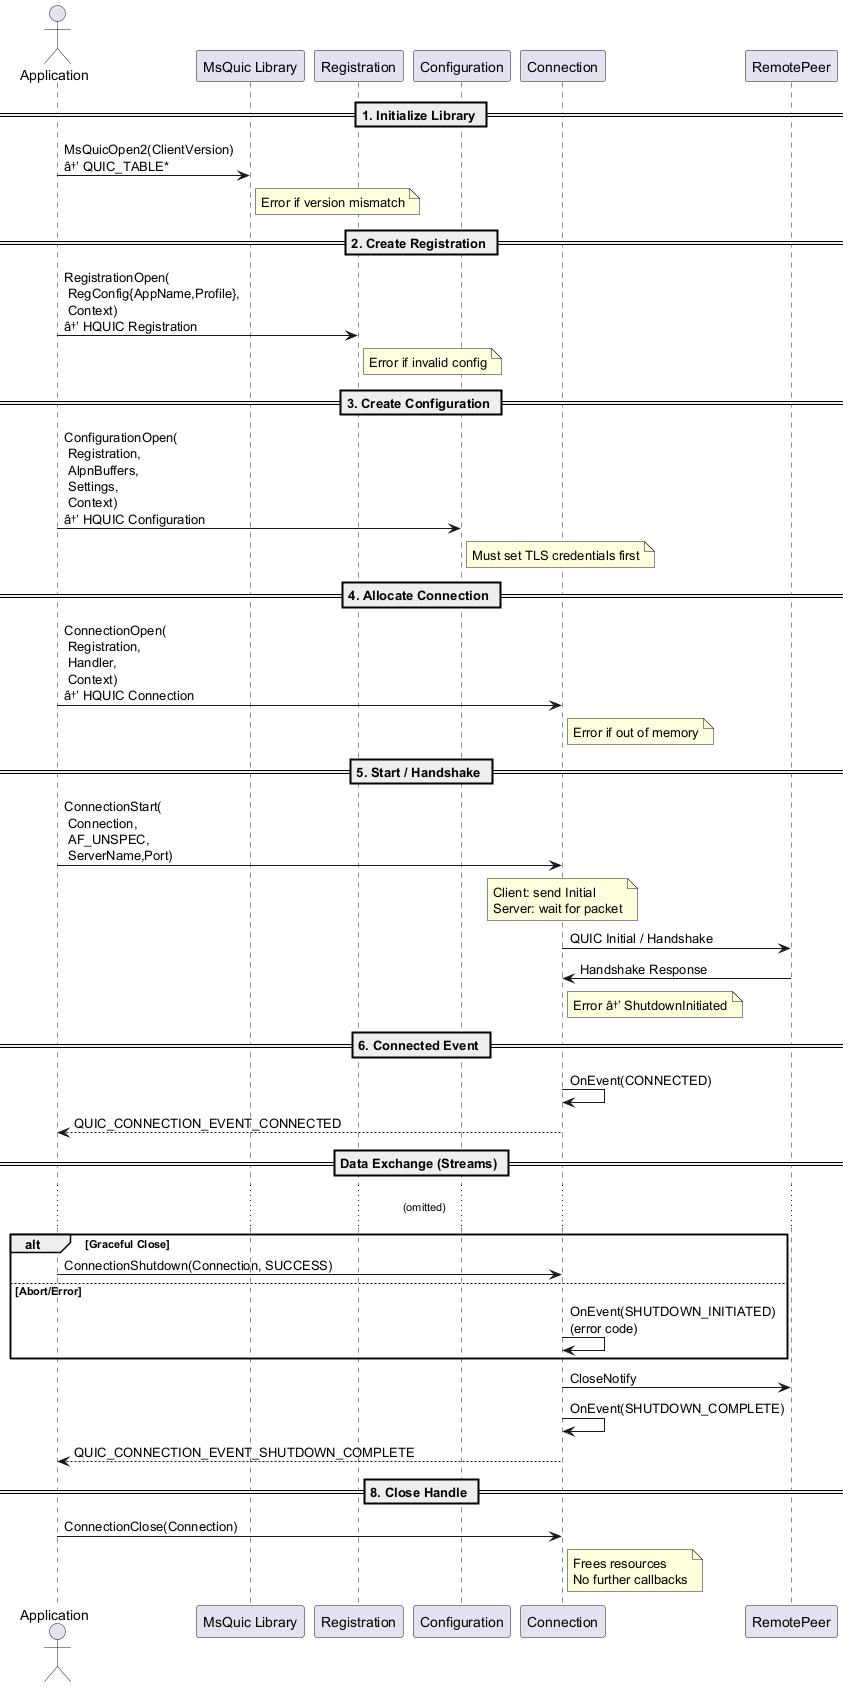 Application
MsQuic Library
Registration
Configuration
Connection
RemotePeer
1. Initialize Library
MsQuicOpen2(ClientVersion)
â†’ QUIC_TABLE*
Error if version mismatch
2. Create Registration
RegistrationOpen(
RegConfig{AppName,Profile},
Context)
â†’ HQUIC Registration
Error if invalid config
3. Create Configuration
ConfigurationOpen(
Registration,
AlpnBuffers,
Settings,
Context)
â†’ HQUIC Configuration
Must set TLS credentials first
4. Allocate Connection
ConnectionOpen(
Registration,
Handler,
Context)
â†’ HQUIC Connection
Error if out of memory
5. Start / Handshake
ConnectionStart(
Connection,
AF_UNSPEC,
ServerName,Port)
Client: send Initial
Server: wait for packet
QUIC Initial / Handshake
Handshake Response
Error â†’ ShutdownInitiated
6. Connected Event
OnEvent(CONNECTED)
QUIC_CONNECTION_EVENT_CONNECTED
Data Exchange (Streams)
(omitted)
alt
[Graceful Close]
ConnectionShutdown(Connection, SUCCESS)
[Abort/Error]
OnEvent(SHUTDOWN_INITIATED)
(error code)
CloseNotify
OnEvent(SHUTDOWN_COMPLETE)
QUIC_CONNECTION_EVENT_SHUTDOWN_COMPLETE
8. Close Handle
ConnectionClose(Connection)
Frees resources
No further callbacks
Application
MsQuic Library
Registration
Configuration
Connection
RemotePeer